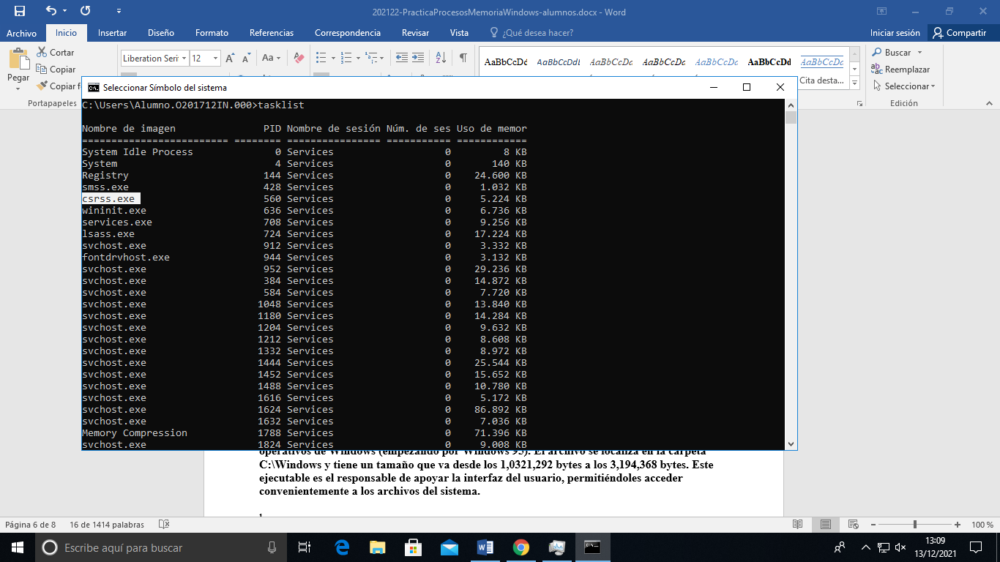 202122-PracticaProcesosMemoriaWindows-alumnos.docx - Word
Archivo Inicio Insertar Diseño Formato Referencias Correspondencia Revisar Vista ¿Qué desea hacer? Iniciar sesión Compartir
Pegar
Cortar
Copiar
Copiar f
Portapapeles
Liberation Seri 12
AaBbCcDc AaBbCcDdE AaBbCcDc AaBbCcDc AaBbCcDc AaBbCcDd AaBbCcDc
Cita desta...
Buscar
Reemplazar
Seleccionar
Edición
Seleccionar Símbolo del sistema
C:\Users\Alumno.O201712IN.000>tasklist
Nombre de imagen PID Nombre de sesión Núm. de ses Uso de memor
========================= ======== ================ =========== ============
System Idle Process 0 Services 0 8 KB
System 4 Services 0 140 KB
Registry 144 Services 0 24.600 KB
smss.exe 428 Services 0 1.032 KB
csrss.exe 560 Services 0 5.224 KB
wininit.exe 636 Services 0 6.736 KB
services.exe 708 Services 0 9.256 KB
lsass.exe 724 Services 0 17.224 KB
svchost.exe 912 Services 0 3.332 KB
fontdrvhost.exe 944 Services 0 3.132 KB
svchost.exe 952 Services 0 29.236 KB
svchost.exe 384 Services 0 14.872 KB
svchost.exe 584 Services 0 7.720 KB
svchost.exe 1048 Services 0 13.840 KB
svchost.exe 1180 Services 0 14.284 KB
svchost.exe 1204 Services 0 9.632 KB
svchost.exe 1212 Services 0 8.608 KB
svchost.exe 1332 Services 0 8.972 KB
svchost.exe 1444 Services 0 25.544 KB
svchost.exe 1452 Services 0 15.652 KB
svchost.exe 1488 Services 0 10.780 KB
svchost.exe 1616 Services 0 5.172 KB
svchost.exe 1624 Services 0 86.892 KB
svchost.exe 1632 Services 0 7.036 KB
Memory Compression 1788 Services 0 71.396 KB
svchost.exe 1824 Services 0 9.008 KB
operativos de Windows (empezando por Windows 95). El archivo se localiza en la carpeta
C:\Windows y tiene un tamaño que va desde los 1,0321,292 bytes a los 3,194,368 bytes. Este
ejecutable es el responsable de apoyar la interfaz del usuario, permitiéndoles acceder
convenientemente a los archivos del sistema.
Página 6 de 8 16 de 1414 palabras 100 %
Escribe aquí para buscar
13:09
13/12/2021